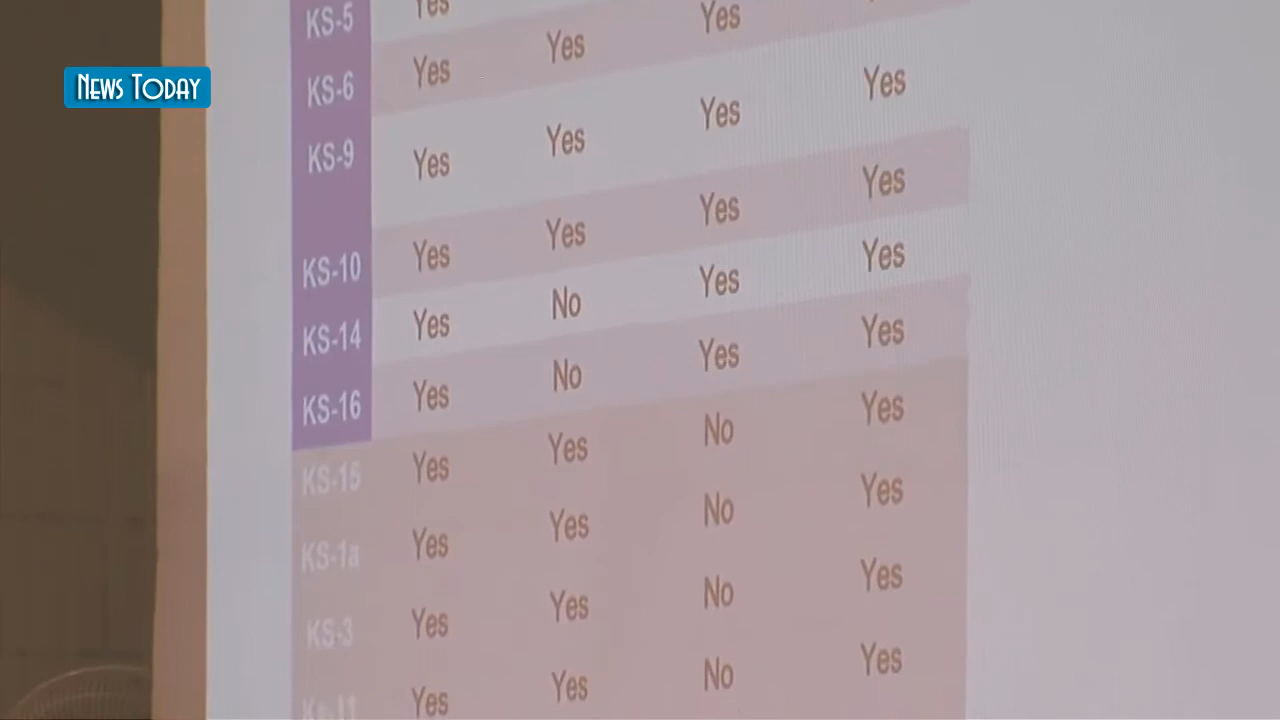 News Today
KS-5 Yes
KS-6 Yes Yes Yes
KS-9 Yes Yes Yes Yes
KS-10 Yes Yes Yes Yes
KS-14 Yes No Yes Yes
KS-16 Yes No Yes Yes
KS-15 Yes Yes No Yes
KS-1a Yes Yes No Yes
KS-3 Yes Yes No Yes
Yes Yes No Yes